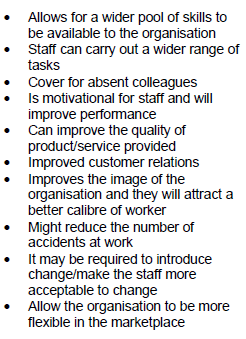 • Allows for a wider pool of skills to
be available to the organisation
• Staff can carry out a wider range of
tasks
• Cover for absent colleagues
• Is motivational for staff and will
improve performance
• Can improve the quality of
product/service provided
• Improved customer relations
• Improves the image of the
organisation and they will attract a
better calibre of worker
• Might reduce the number of
accidents at work
• It may be required to introduce
change/make the staff more
acceptable to change
• Allow the organisation to be more
flexible in the marketplace